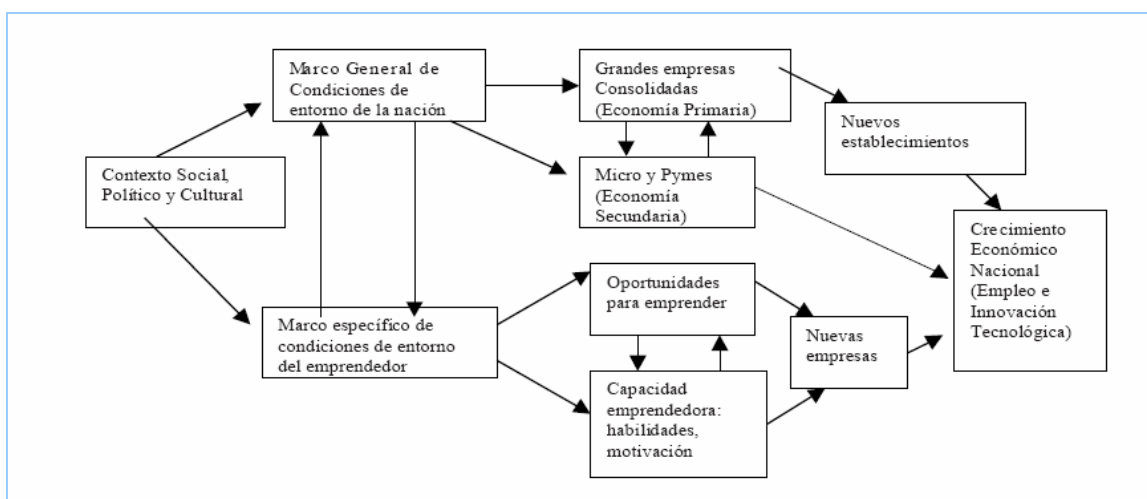 Marco General de
Condiciones de
entorno de la nación
Grandes empresas
Consolidadas
(Economía Primaria)
Nuevos
establecimientos
Contexto Social,
Político y Cultural
Micro y Pymes
(Economía
Secundaria)
Crecimiento
Económico
Nacional
(Empleo e
Innovación
Tecnológica)
Oportunidades
para emprender
Marco específico de
condiciones de entorno
del emprendedor
Nuevas
empresas
Capacidad
emprendedora:
habilidades,
motivación